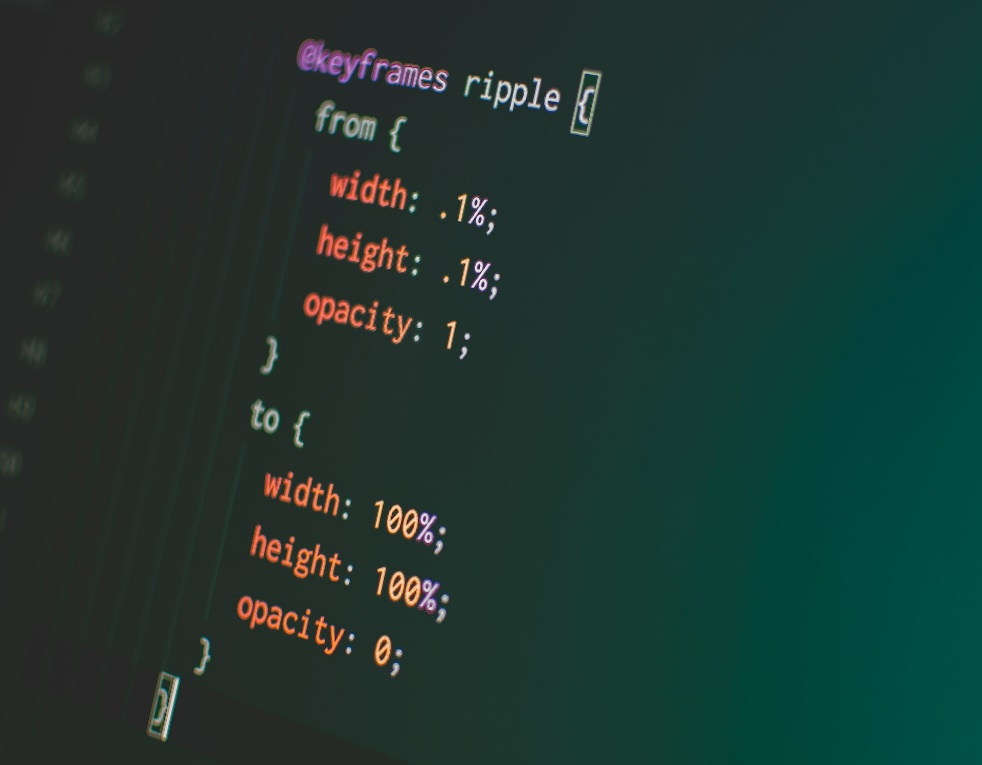 @keyframes ripple {
from {
width: .1%;
height: .1%;
opacity: 1;
}
to {
width: 100%;
height: 100%;
opacity: 0;
}
}